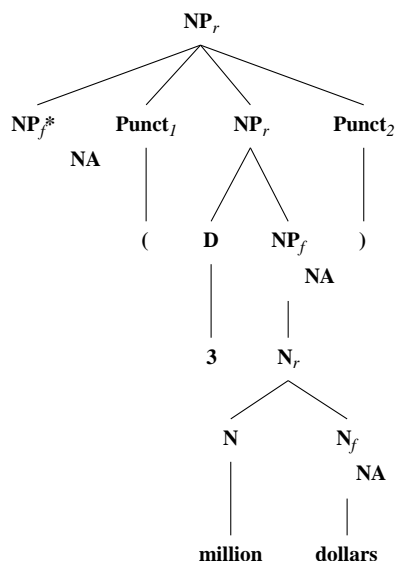 NPr
NPf* Punct1 NPr Punct2
NA
( D NPf )
NA
3 Nr
N Nf
NA
million dollars